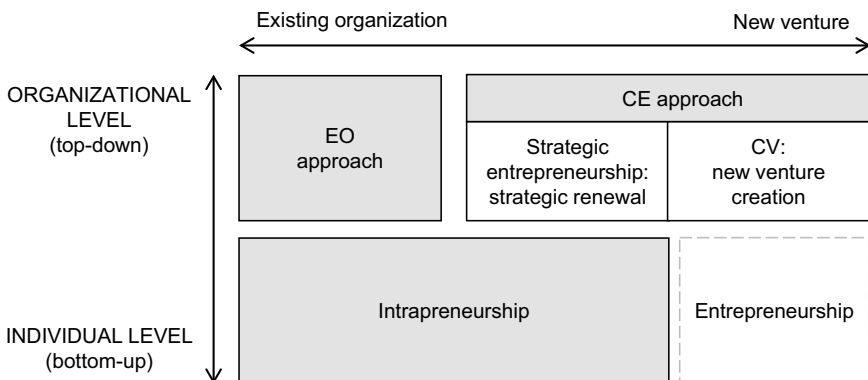 Existing organization
New venture
ORGANIZATIONAL
LEVEL
(top-down)
EO
approach
CE approach
Strategic
entrepreneurship:
strategic renewal
CV:
new venture
creation
Intrapreneurship
Entrepreneurship
INDIVIDUAL LEVEL
(bottom-up)